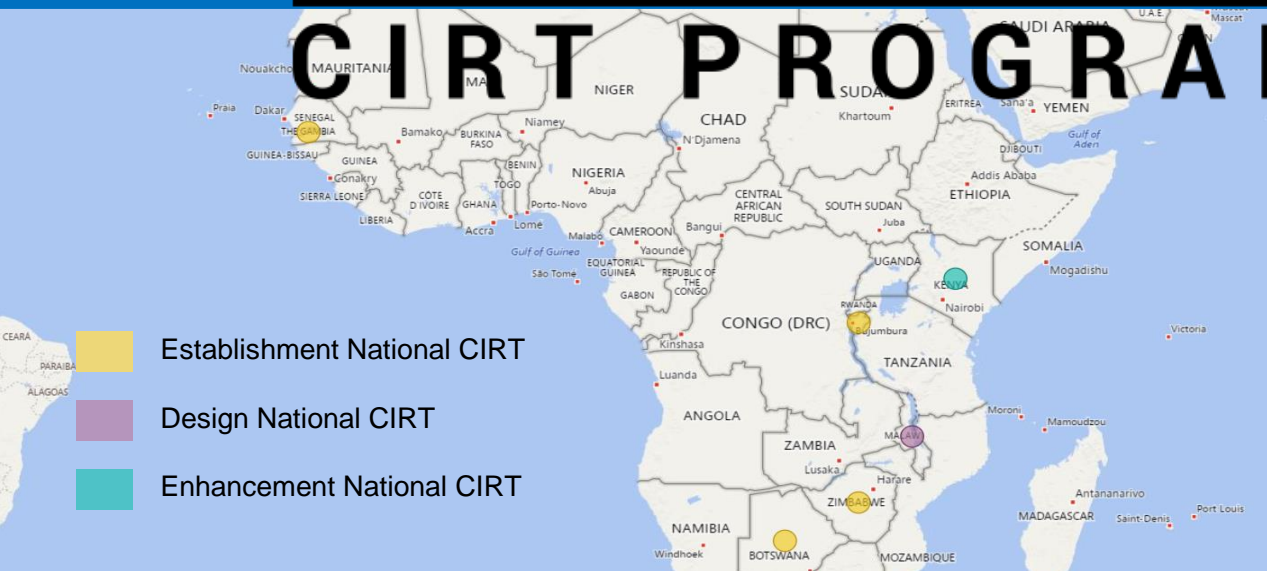 CIRT PROGRA
U.A.E.
Mascat
SAUDI ARABIA
Nouakcho
MAURITANIA
MA
NIGER
SUDA
ERITREA
Sana'a
YEMEN
Praia
Dakar
SENEGAL
THE GAMBIA
Bamako
BURKINA
FASO
Niamey
CHAD
N'Djamena
Khartoum
Gulf of
Aden
DJIBOUTI
GUINEA-BISSAU
GUINEA
Conakry
SIERRA LEONE
LIBERIA
CÔTE
D'IVOIRE
GHANA
TOGO
BENIN
Accra
Lomé
Porto-Novo
NIGERIA
Abuja
Malabo
CAMEROON
Yaounde
CENTRAL
AFRICAN
REPUBLIC
Bangui
SOUTH SUDAN
Juba
Addis Ababa
ETHIOPIA
SOMALIA
Mogadishu
Gulf of Guinea
São Tomé
EQUATORIAL
GUINEA
GABON
REPUBLIC OF
THE
CONGO
UGANDA
KENYA
Nairobi
RWANDA
Bujumbura
CONGO (DRC)
Kinshasa
Luanda
TANZANIA
Victoria
CEARÁ
PARAIBA
ALAGOAS
Establishment National CIRT
Design National CIRT
Enhancement National CIRT
ANGOLA
ZAMBIA
Lusaka
MALAWI
Moroni
Mamoudzou
Harare
ZIMBABWE
NAMIBIA
Windhoek
BOTSWANA
MOZAMBIQUE
Antananarivo
MADAGASCAR
Saint-Denis
Port Louis